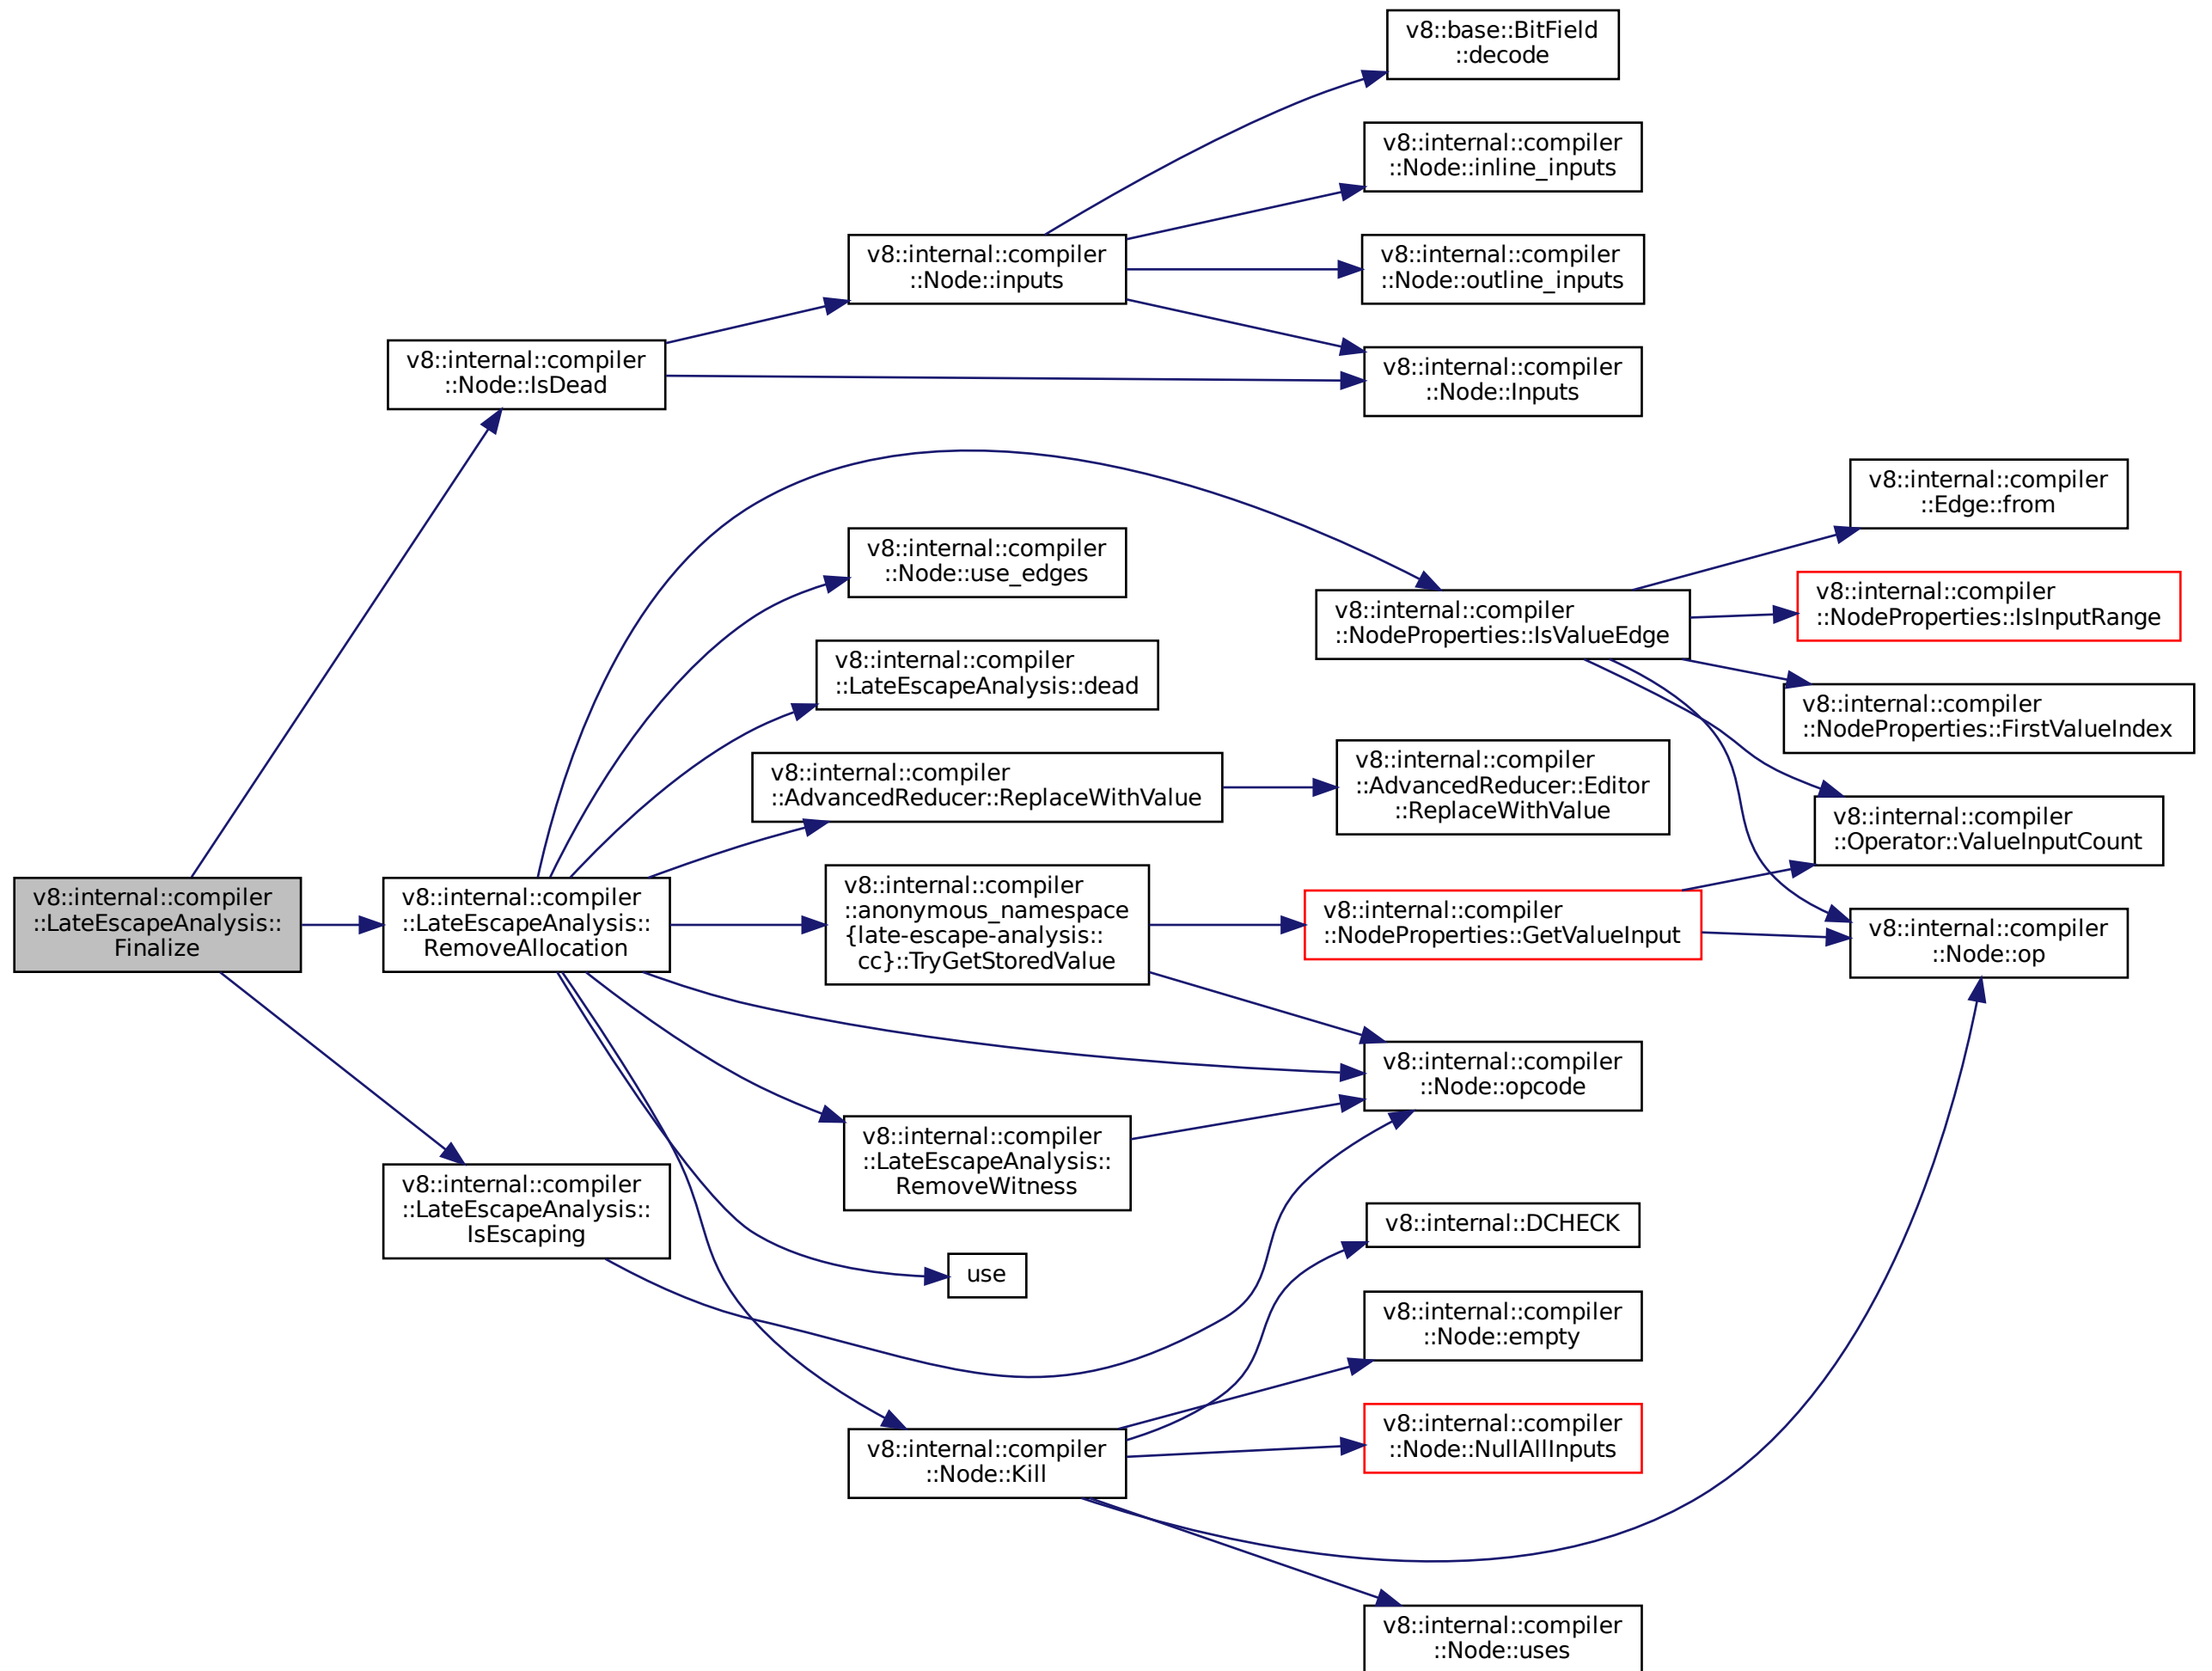 v8::base::BitField
::decode
v8::internal::compiler
::Node::inline_inputs
v8::internal::compiler
::Node::inputs
v8::internal::compiler
::Node::outline_inputs
v8::internal::compiler
::Node::IsDead
v8::internal::compiler
::Node::Inputs
v8::internal::compiler
::Edge::from
v8::internal::compiler
::Node::use_edges
v8::internal::compiler
::NodeProperties::IsInputRange
v8::internal::compiler
::NodeProperties::IsValueEdge
v8::internal::compiler
::LateEscapeAnalysis::dead
v8::internal::compiler
::NodeProperties::FirstValueIndex
v8::internal::compiler
::AdvancedReducer::ReplaceWithValue
v8::internal::compiler
::AdvancedReducer::Editor
::ReplaceWithValue
v8::internal::compiler
::Operator::ValueInputCount
v8::internal::compiler
::LateEscapeAnalysis::
Finalize
v8::internal::compiler
::LateEscapeAnalysis::
RemoveAllocation
v8::internal::compiler
::anonymous_namespace
{late-escape-analysis::
cc}::TryGetStoredValue
v8::internal::compiler
::NodeProperties::GetValueInput
v8::internal::compiler
::Node::op
v8::internal::compiler
::Node::opcode
v8::internal::compiler
::LateEscapeAnalysis::
RemoveWitness
v8::internal::compiler
::LateEscapeAnalysis::
IsEscaping
v8::internal::DCHECK
use
v8::internal::compiler
::Node::empty
v8::internal::compiler
::Node::Kill
v8::internal::compiler
::Node::NullAllInputs
v8::internal::compiler
::Node::uses